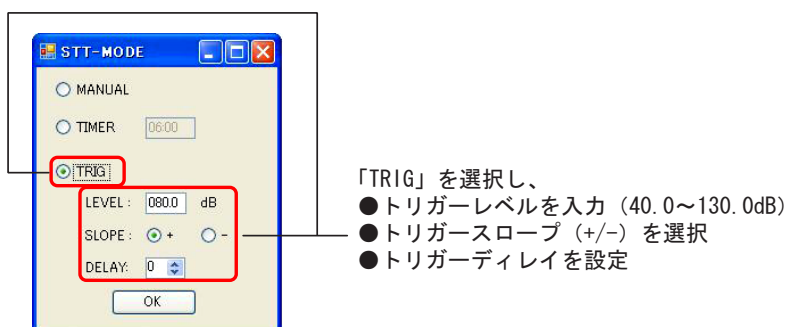 STT-MODE
MANUAL
TIMER 06:00
TRIG
LEVEL: 080.0 dB
SLOPE: + -
DELAY: 0
OK
「TRIG」を選択し、
●トリガーレベルを入力（40.0～130.0dB）
●トリガースロープ（+/-）を選択
●トリガーディレイを設定